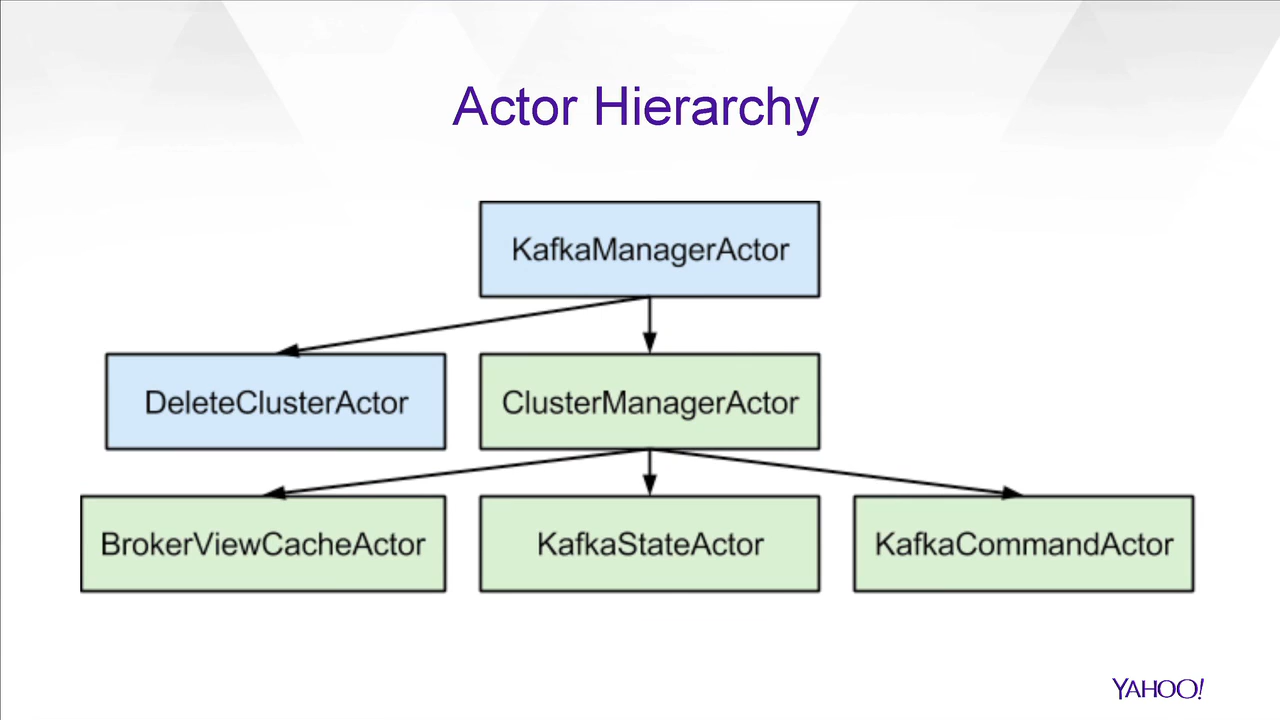 Actor Hierarchy
KafkaManagerActor
DeleteClusterActor
ClusterManagerActor
BrokerViewCacheActor
KafkaStateActor
KafkaCommandActor
YAHOO!